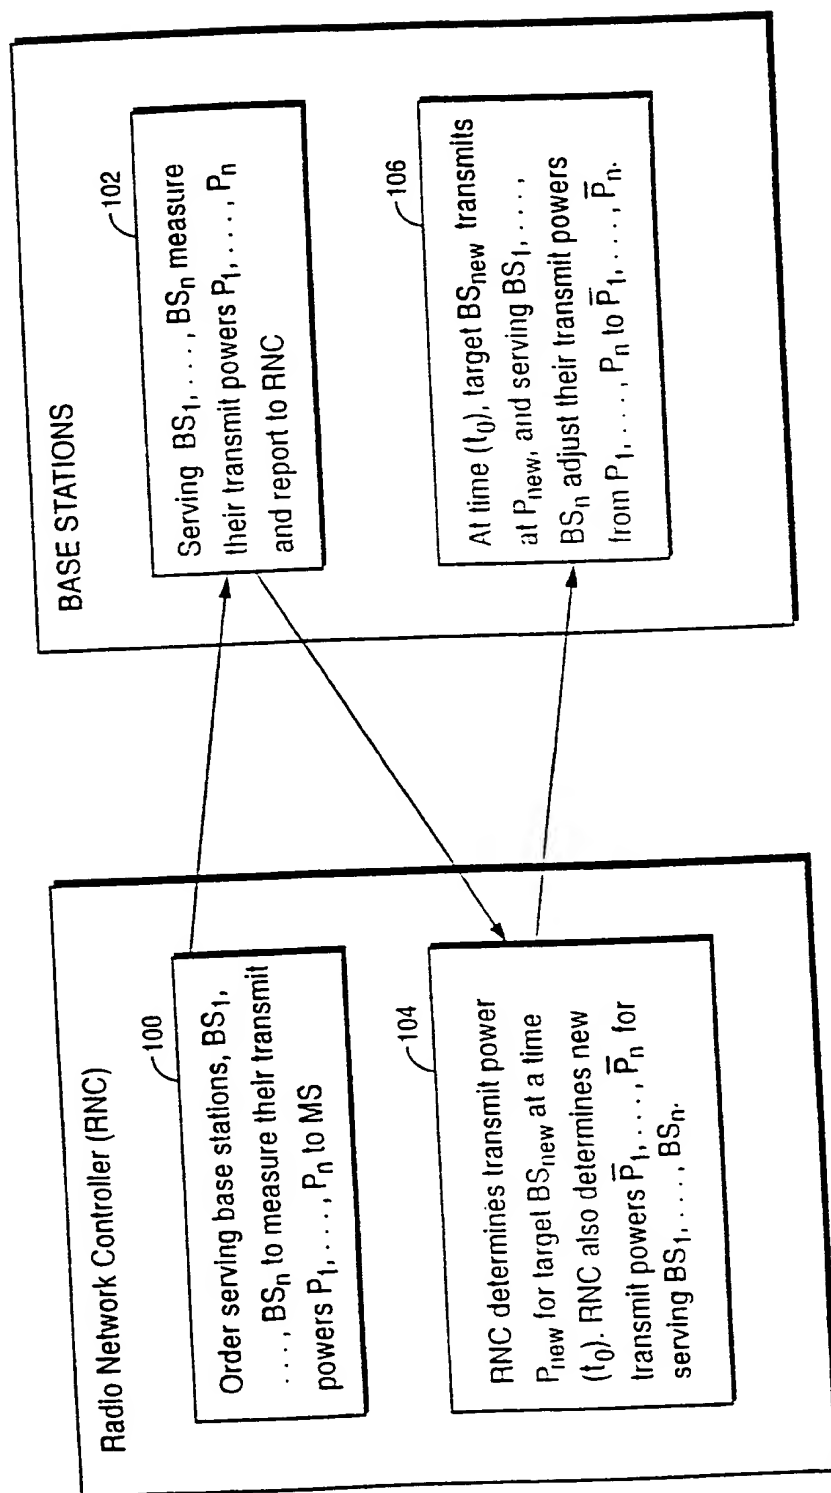 Radio Network Controller (RNC)
100
Order serving base stations, BS1,
...., BSn to measure their transmit
powers P1, ...., Pn to MS
104
RNC determines transmit power
Pnew for target BSnew at a time
(t0). RNC also determines new
transmit powers P̅1, ...., P̅n for
serving BS1, ...., BSn.
BASE STATIONS
102
Serving BS1, ...., BSn measure
their transmit powers P1, ...., Pn
and report to RNC
106
At time (t0), target BSnew transmits
at Pnew, and serving BS1, ....,
BSn adjust their transmit powers
from P1, ...., Pn to P̅1, ...., P̅n.